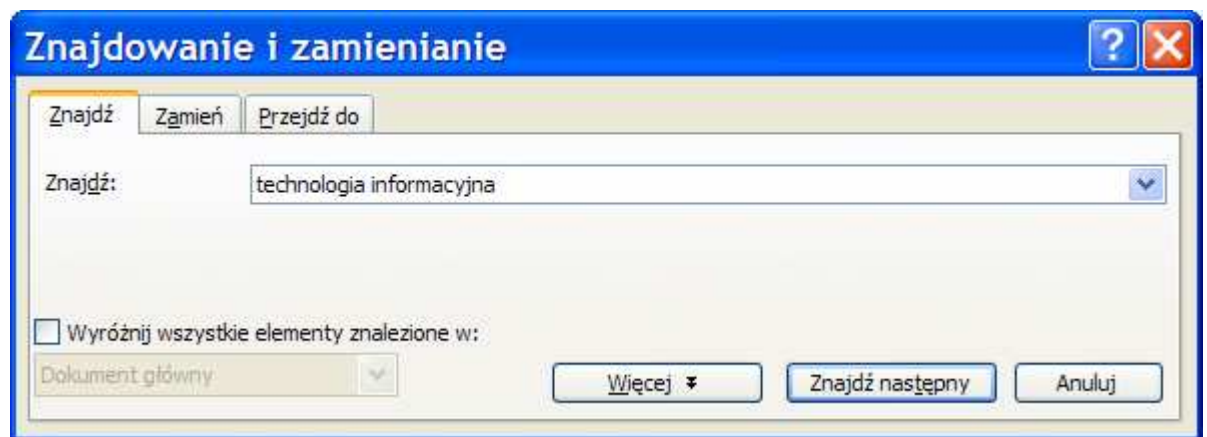 Znajdowanie i zamienianie
Znajdź Zamień Przejdź do
Znajdź: technologia informacyjna
Wyróżnij wszystkie elementy znalezione w:
Dokument główny Więcej Znajdź następny Anuluj